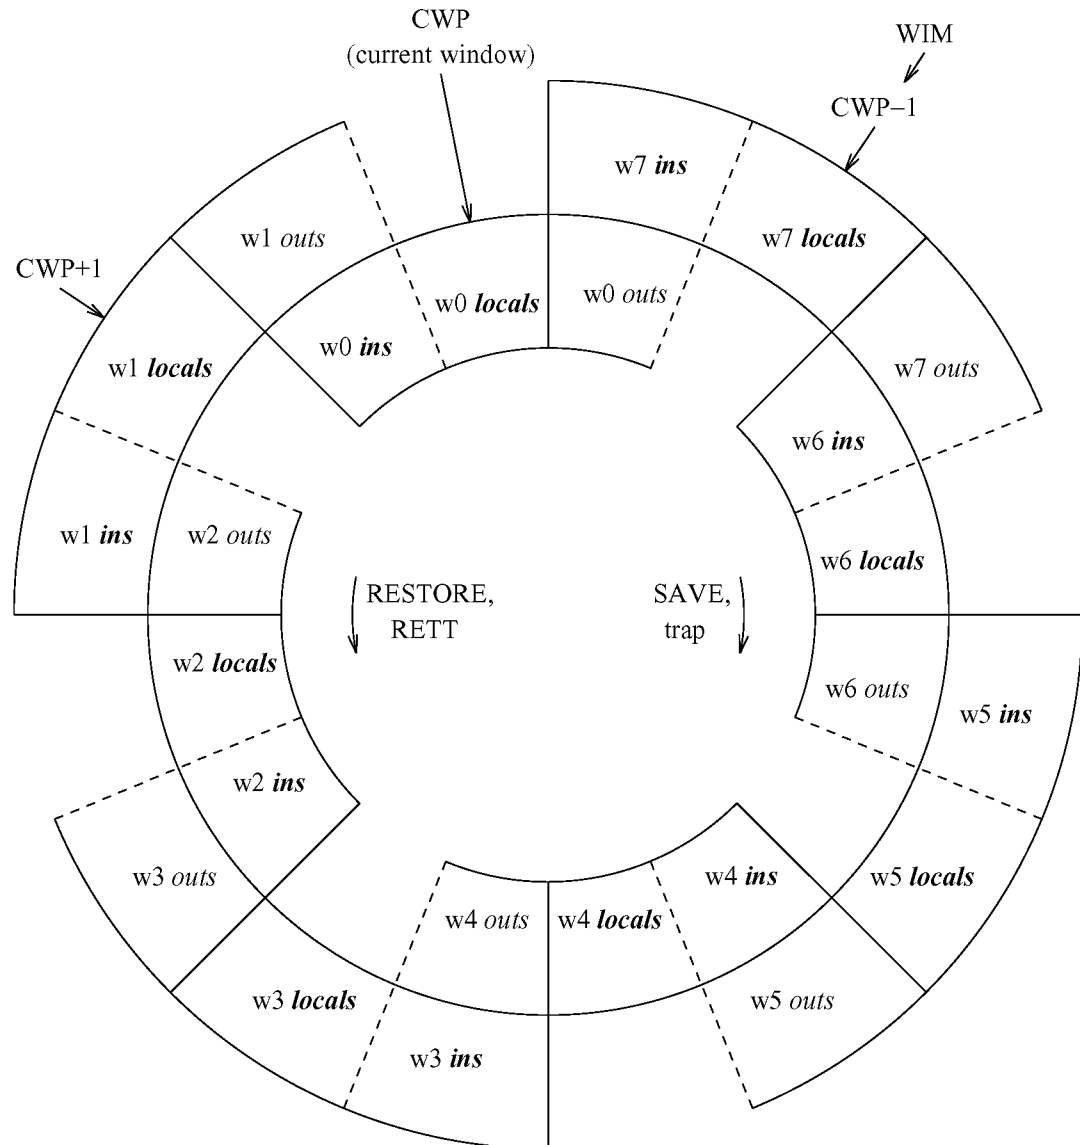 CWP
(current window)
WIM
CWP−1
w7 ins
w1 outs
w7 locals
CWP+1
w0 locals
w0 outs
w0 ins
w1 locals
w7 outs
w6 ins
w1 ins
w2 outs
w6 locals
RESTORE,
RETT
SAVE,
trap
w2 locals
w6 outs
w5 ins
w2 ins
w3 outs
w4 ins
w5 locals
w4 outs
w4 locals
w3 locals
w5 outs
w3 ins